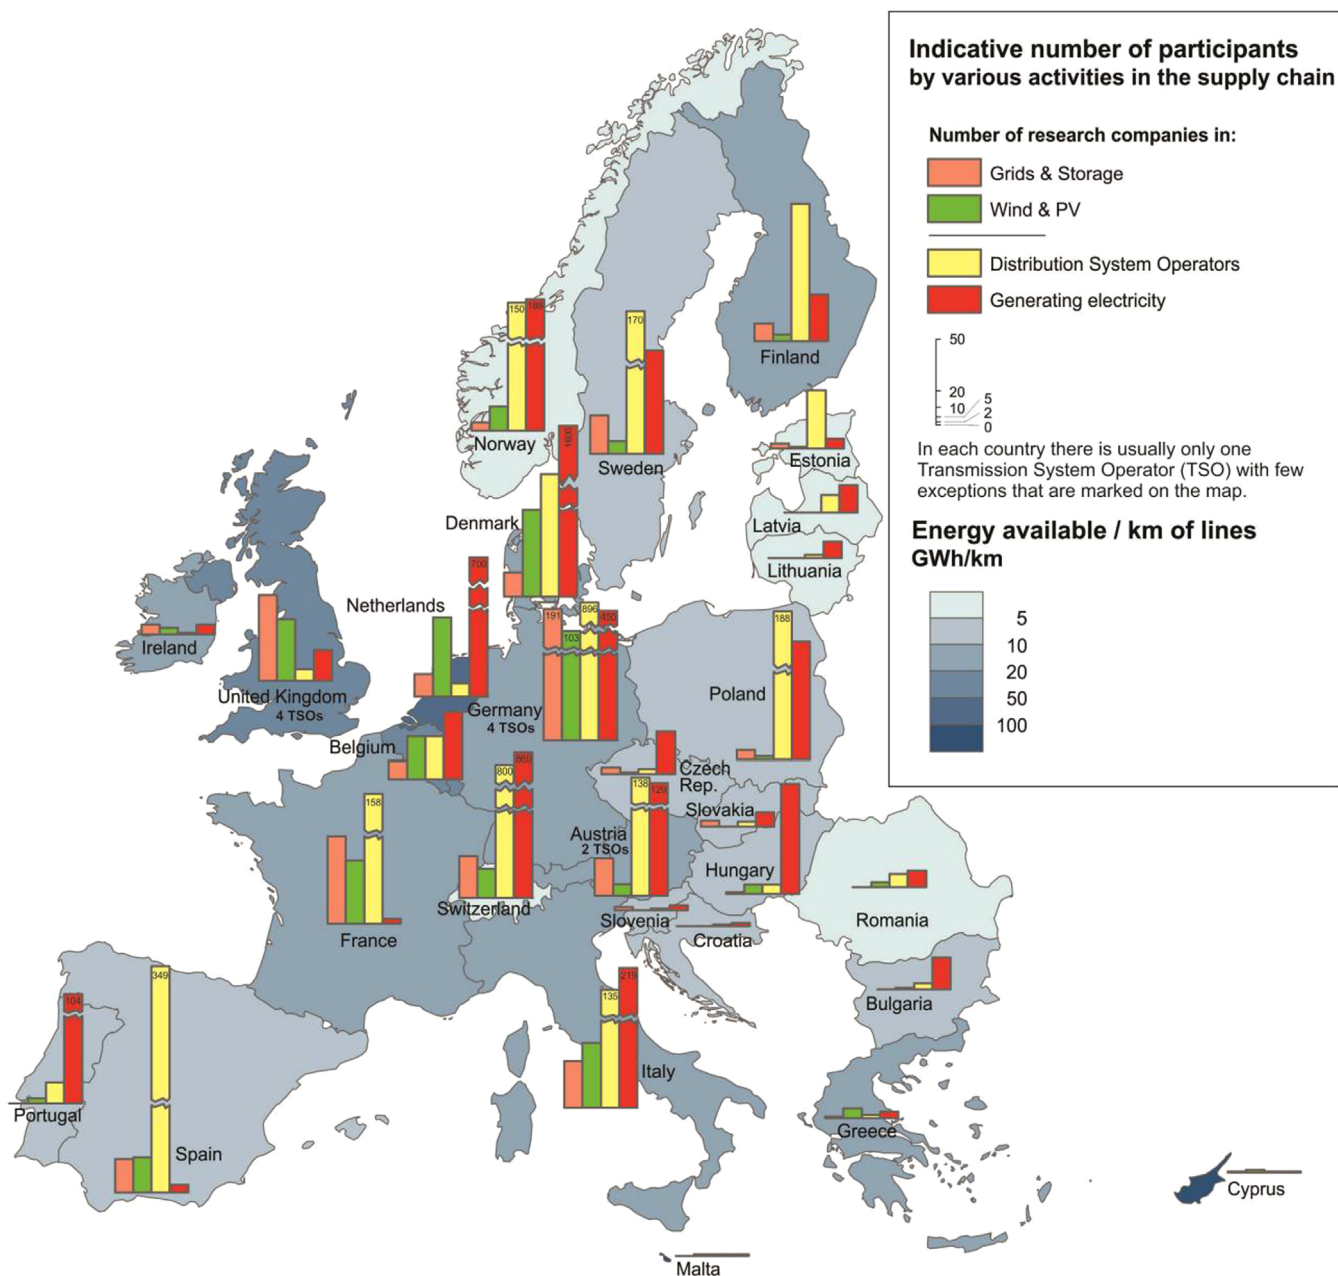 Indicative number of participants
by various activities in the supply chain
Number of research companies in:
Grids & Storage
Wind & PV
Distribution System Operators
Generating electricity
50
20
10
5
2
0
In each country there is usually only one
Transmission System Operator (TSO) with few
exceptions that are marked on the map.
Energy available / km of lines
GWh/km
5
10
20
50
100
Finland
150
188
Norway
170
Sweden
Estonia
Latvia
Lithuania
1600
Denmark
700
Netherlands
Ireland
United Kingdom
4 TSOs
191
103
896
450
Germany
4 TSOs
188
Poland
Belgium
Czech
Rep.
158
France
800
860
Switzerland
138
129
Austria
2 TSOs
Slovakia
Hungary
Slovenia
Croatia
Romania
Bulgaria
104
Portugal
349
Spain
135
219
Italy
Greece
Cyprus
Malta